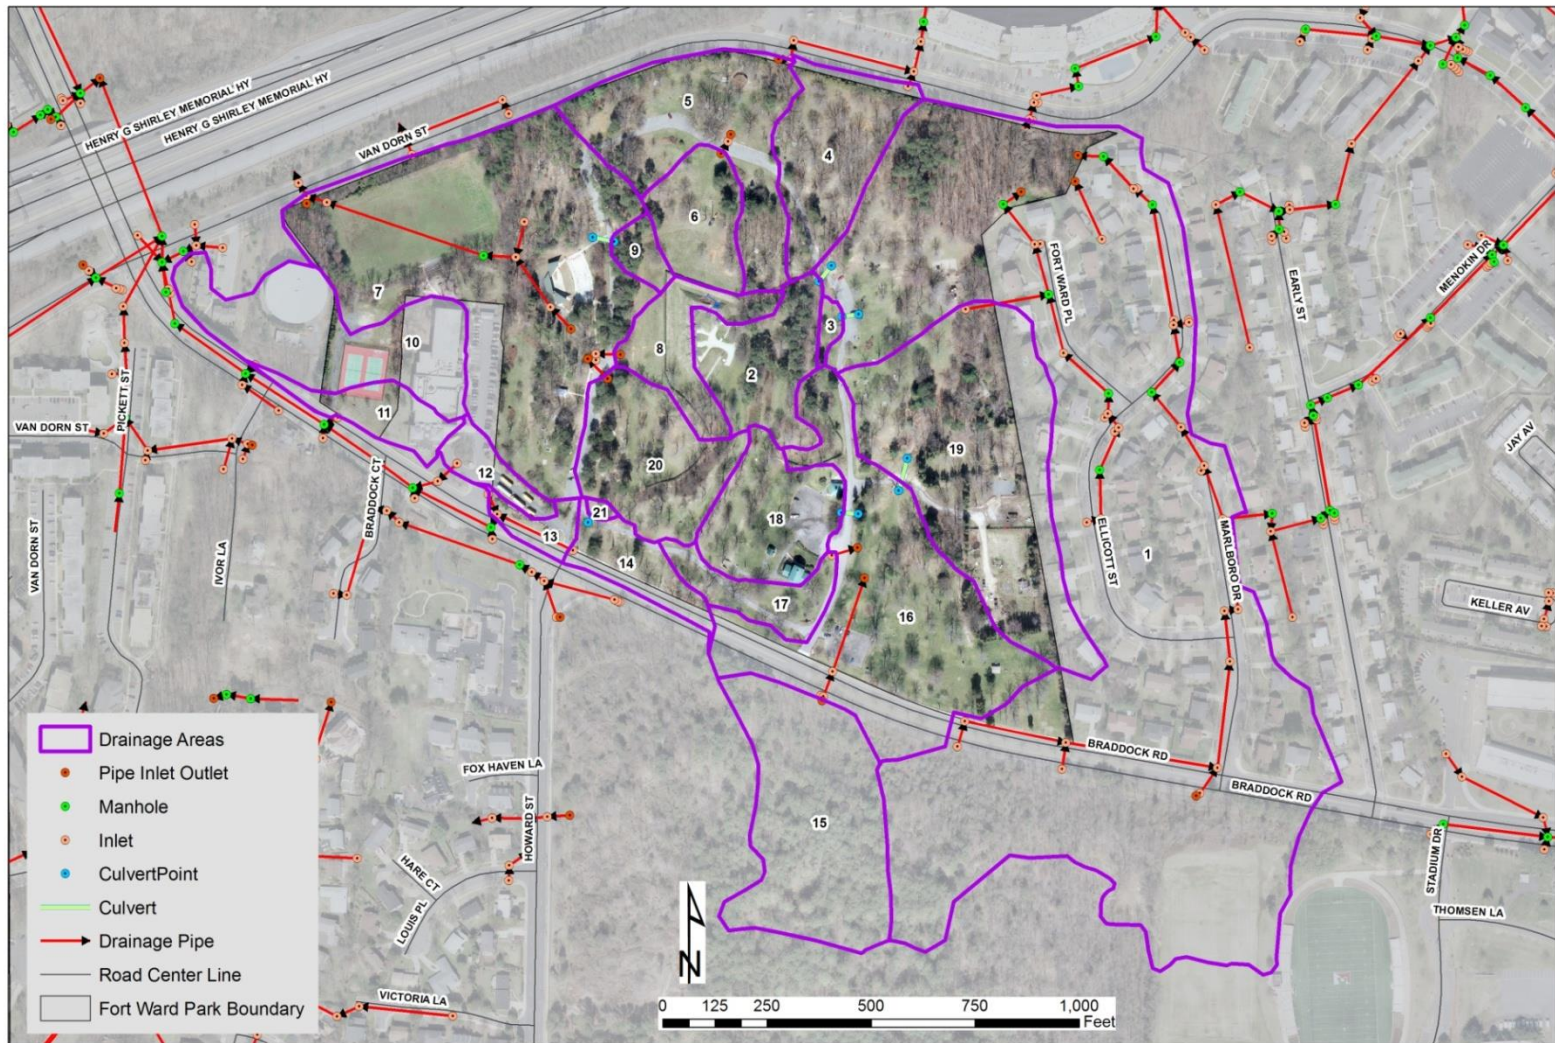 HENRY G SHIRLEY MEMORIAL HY
HENRY G SHIRLEY MEMORIAL HY
VAN DORN ST
5
4
6
9
7
10
3
8
2
FORT WARD PL
EARLY ST
MENOKIN DR
PICKETT ST
VAN DORN ST
11
JAY AV
20
19
12
BRADDOCK CT
21
18
13
14
VAN DORN ST
IVOR LA
ELLICOTT ST
1
MARLBORO DR
17
16
KELLER AV
Drainage Areas
Pipe Inlet Outlet
Manhole
Inlet
CulvertPoint
Culvert
Drainage Pipe
Road Center Line
Fort Ward Park Boundary
FOX HAVEN LA
HOWARD ST
HARE CT
LOUIS PL
VICTORIA LA
BRADDOCK RD
BRADDOCK RD
15
STADIUM DR
THOMSEN LA
N
0 125 250 500 750 1,000
Feet